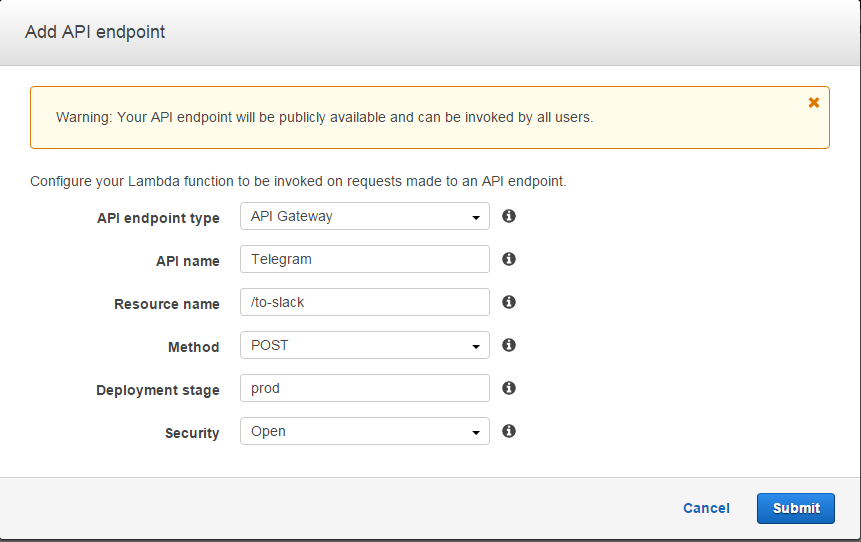 Add API endpoint
Warning: Your API endpoint will be publicly available and can be invoked by all users.
Configure your Lambda function to be invoked on requests made to an API endpoint.
API endpoint type API Gateway
API name Telegram
Resource name /to-slack
Method POST
Deployment stage prod
Security Open
Cancel Submit